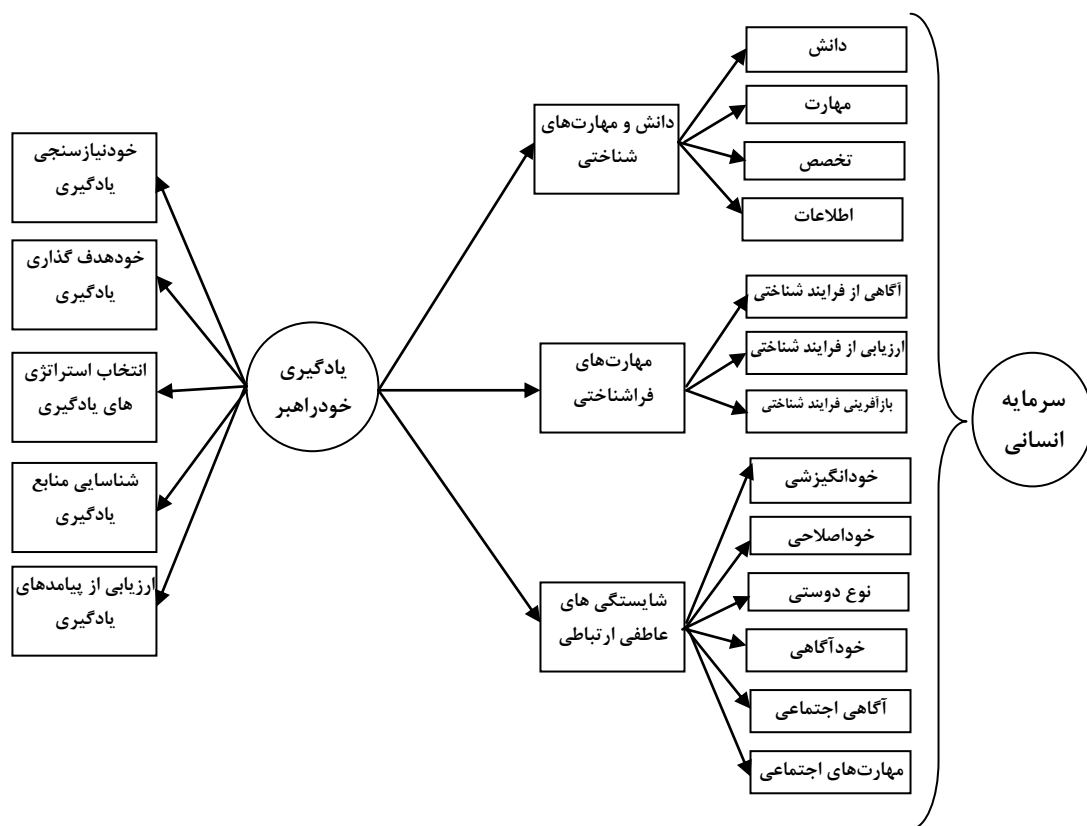 سرمایه
انسانی
دانش
مهارت
تخصص
اطلاعات
آگاهی از فرایند شناختی
ارزیابی از فرایند شناختی
بازآفرینی فرایند شناختی
خودانگیزشی
خوداصلاحی
نوع دوستی
خودآگاهی
آگاهی اجتماعی
مهارت‌های اجتماعی
دانش و مهارت‌های
شناختی
مهارت‌های
فراشناختی
شایستگی های
عاطفی ارتباطی
یادگیری
خودراهبر
خودنیازسنجی
یادگیری
خودهدف گذاری
یادگیری
انتخاب استراتژی
های یادگیری
شناسایی منابع
یادگیری
ارزیابی از پیامدهای
یادگیری